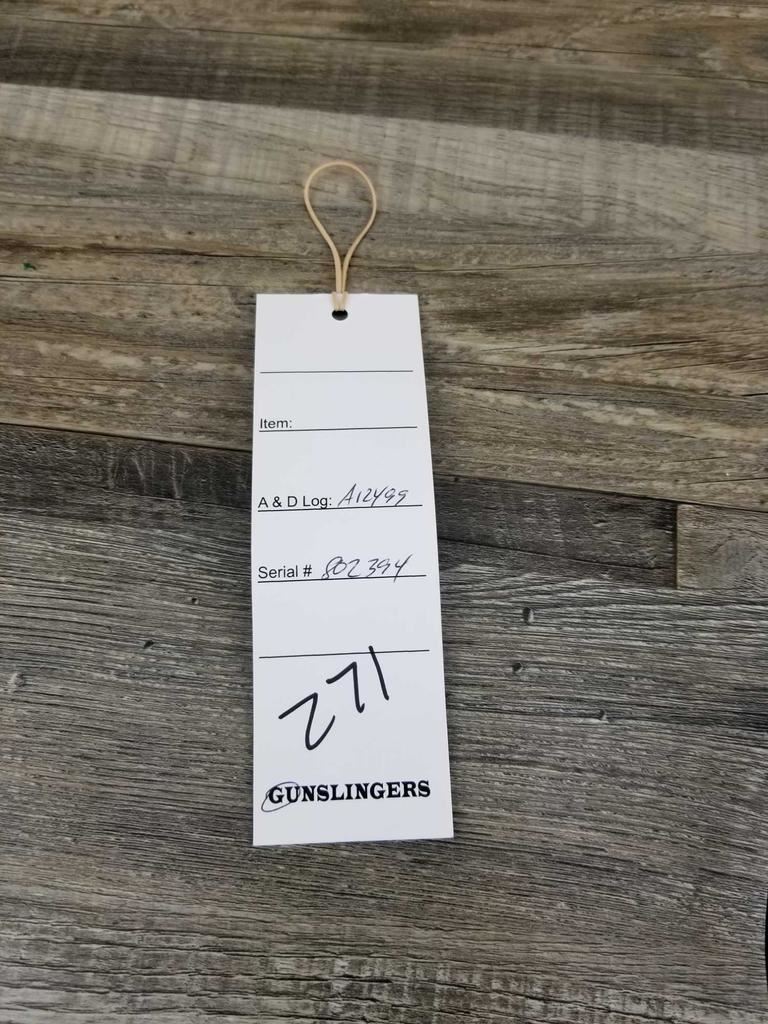 Item:
A & D Log: A12499
Serial # 802394
271
GUNSLINGERS